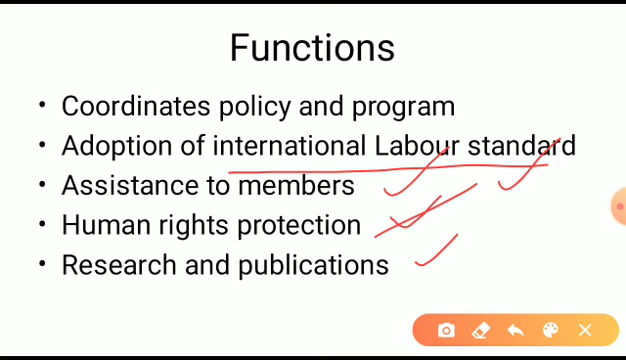 Functions
• Coordinates policy and program
• Adoption of international Labour standard
• Assistance to members
• Human rights protection
• Research and publications